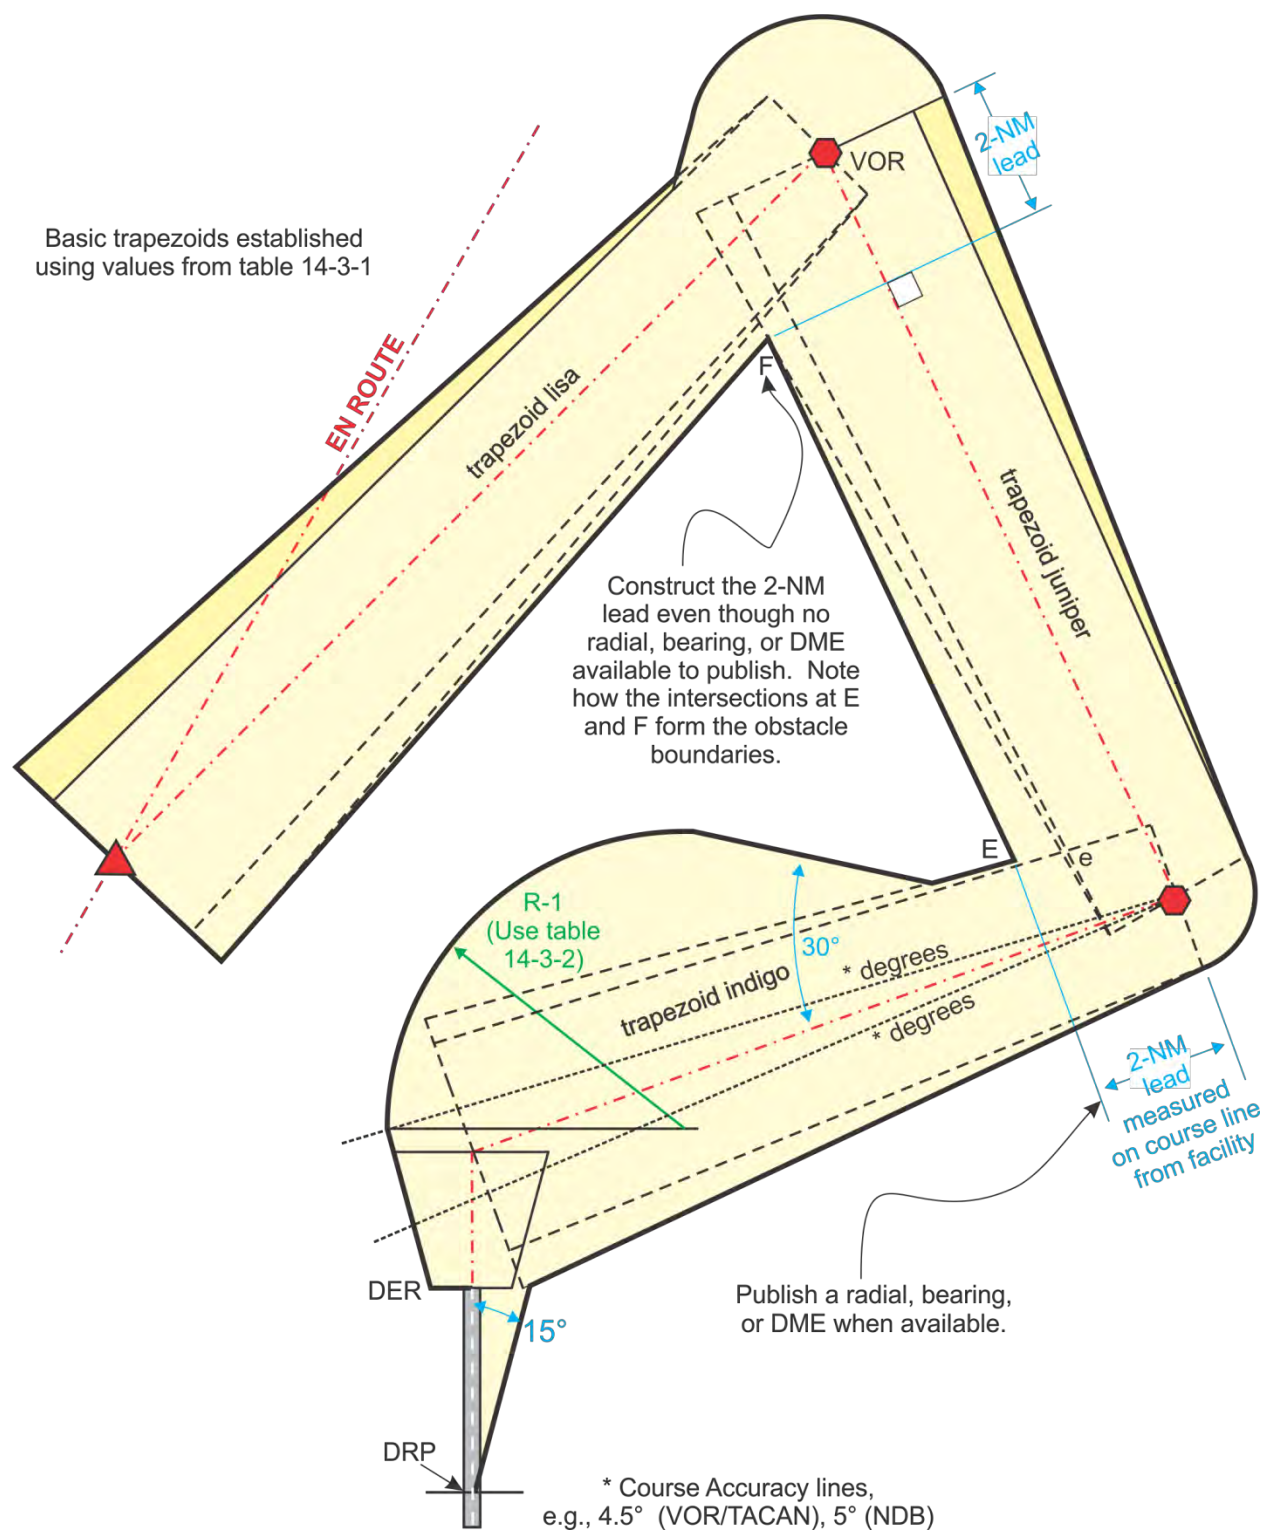 VOR
2-NM
lead
Basic trapezoids established
using values from table 14-3-1
EN ROUTE
trapezoid lisa
F
trapezoid juniper
Construct the 2-NM
lead even though no
radial, bearing, or DME
available to publish.  Note
how the intersections at E
and F form the obstacle
boundaries.
E
e
R-1
(Use table
14-3-2)
30°
* degrees
trapezoid indigo
* degrees
2-NM
lead
measured
on course line
from facility
DER
15°
Publish a radial, bearing,
or DME when available.
DRP
* Course Accuracy lines,
e.g., 4.5°  (VOR/TACAN), 5° (NDB)